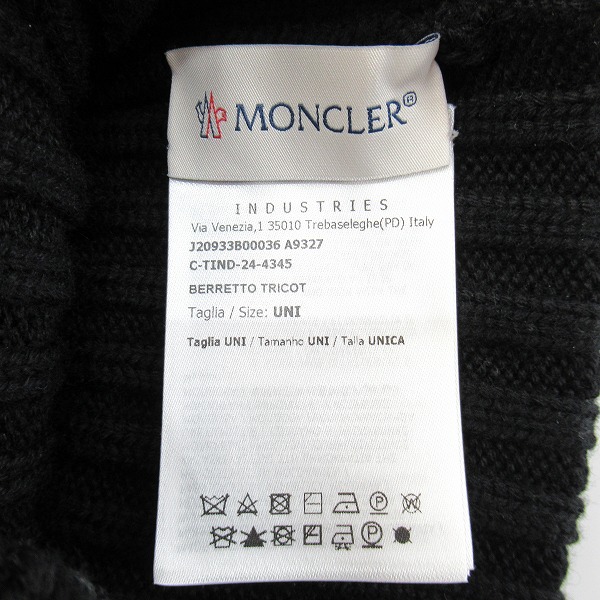 MONCLER®
INDUSTRIES
Via Venezia,1 35010 Trebaseleghe(PD) Italy
J20933B00036 A9327
C-TIND-24-4345
BERRETTO TRICOT
Taglia / Size: UNI
Taglia UNI / Tamanho UNI / Talla UNICA